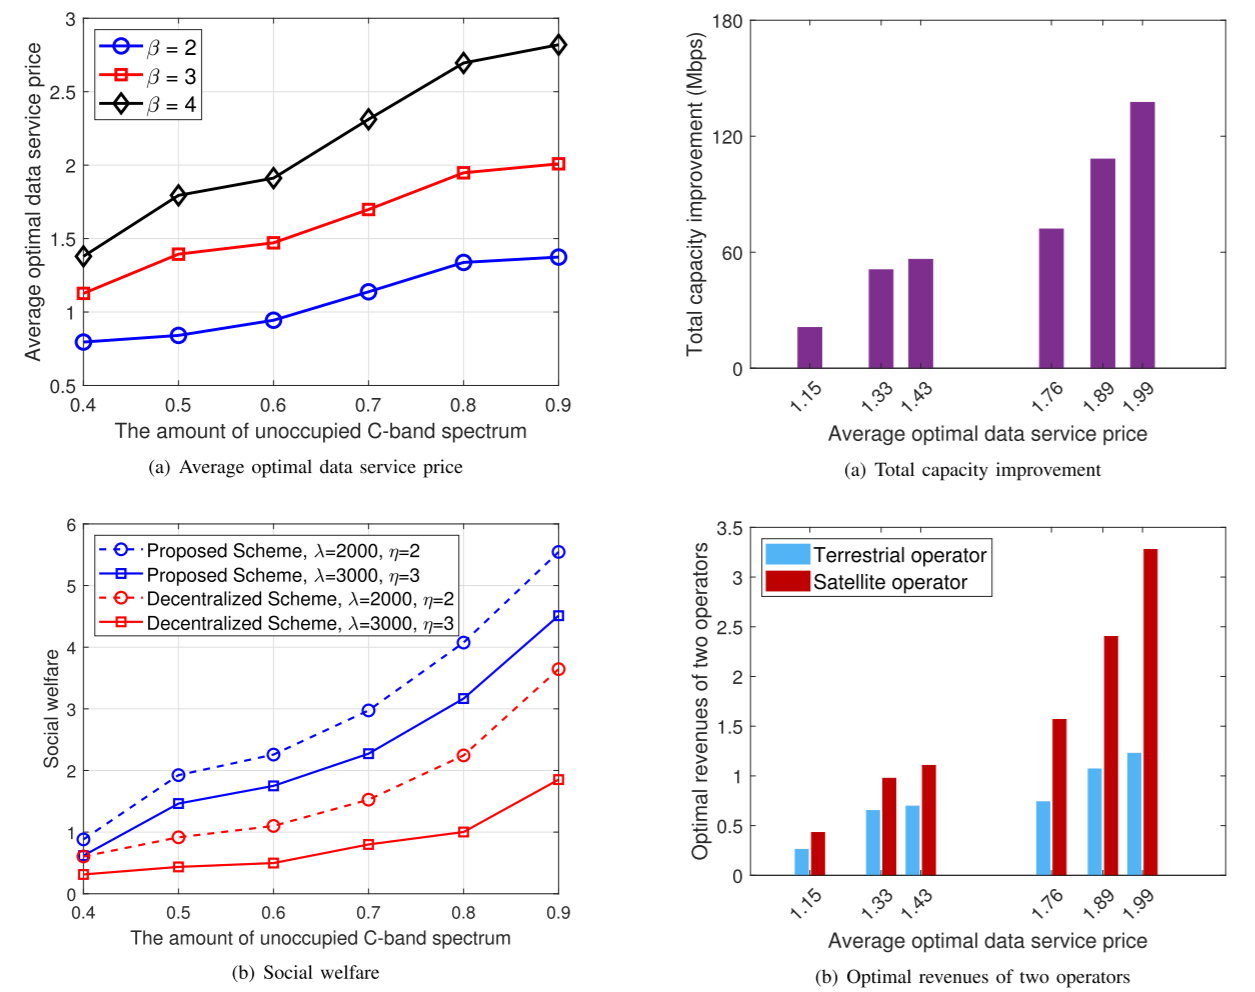 3
2.5
2
1.5
1
0.5
Average optimal data service price
β = 2
β = 3
β = 4
0.4 0.5 0.6 0.7 0.8 0.9
The amount of unoccupied C-band spectrum
(a) Average optimal data service price
180
120
60
0
Total capacity improvement (Mbps)
1.15 1.33 1.43 1.76 1.89 1.99
Average optimal data service price
(a) Total capacity improvement
6
5
4
3
2
1
0
Social welfare
Proposed Scheme, λ=2000, η=2
Proposed Scheme, λ=3000, η=3
Decentralized Scheme, λ=2000, η=2
Decentralized Scheme, λ=3000, η=3
0.4 0.5 0.6 0.7 0.8 0.9
The amount of unoccupied C-band spectrum
(b) Social welfare
3.5
3
2.5
2
1.5
1
0.5
0
Optimal revenues of two operators
Terrestrial operator
Satellite operator
1.15 1.33 1.43 1.76 1.89 1.99
Average optimal data service price
(b) Optimal revenues of two operators